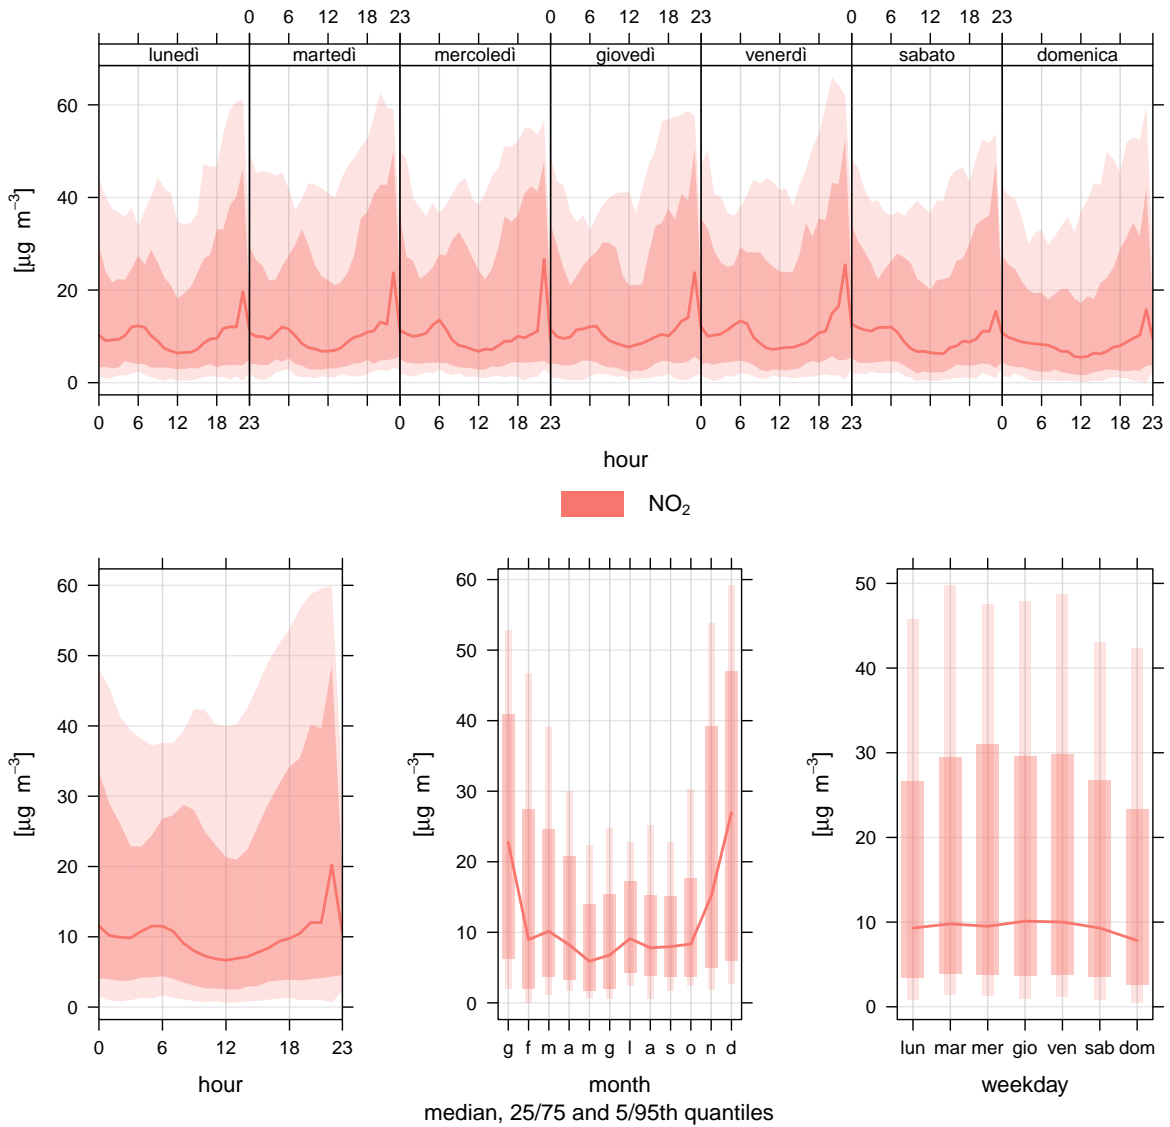 0 6 12 18 23 0 6 12 18 23 0 6 12 18 23
lunedì martedì mercoledì giovedì venerdì sabato domenica
[µg m−3]
60
40
20
0
0 6 12 18 23 0 6 12 18 23 0 6 12 18 23 0 6 12 18 23
hour
NO2
[µg m−3]
60
50
40
30
20
10
0
0 6 12 18 23
hour
[µg m−3]
60
50
40
30
20
10
0
g f m a m g l a s o n d
month
[µg m−3]
50
40
30
20
10
0
lun mar mer gio ven sab dom
weekday
median, 25/75 and 5/95th quantiles